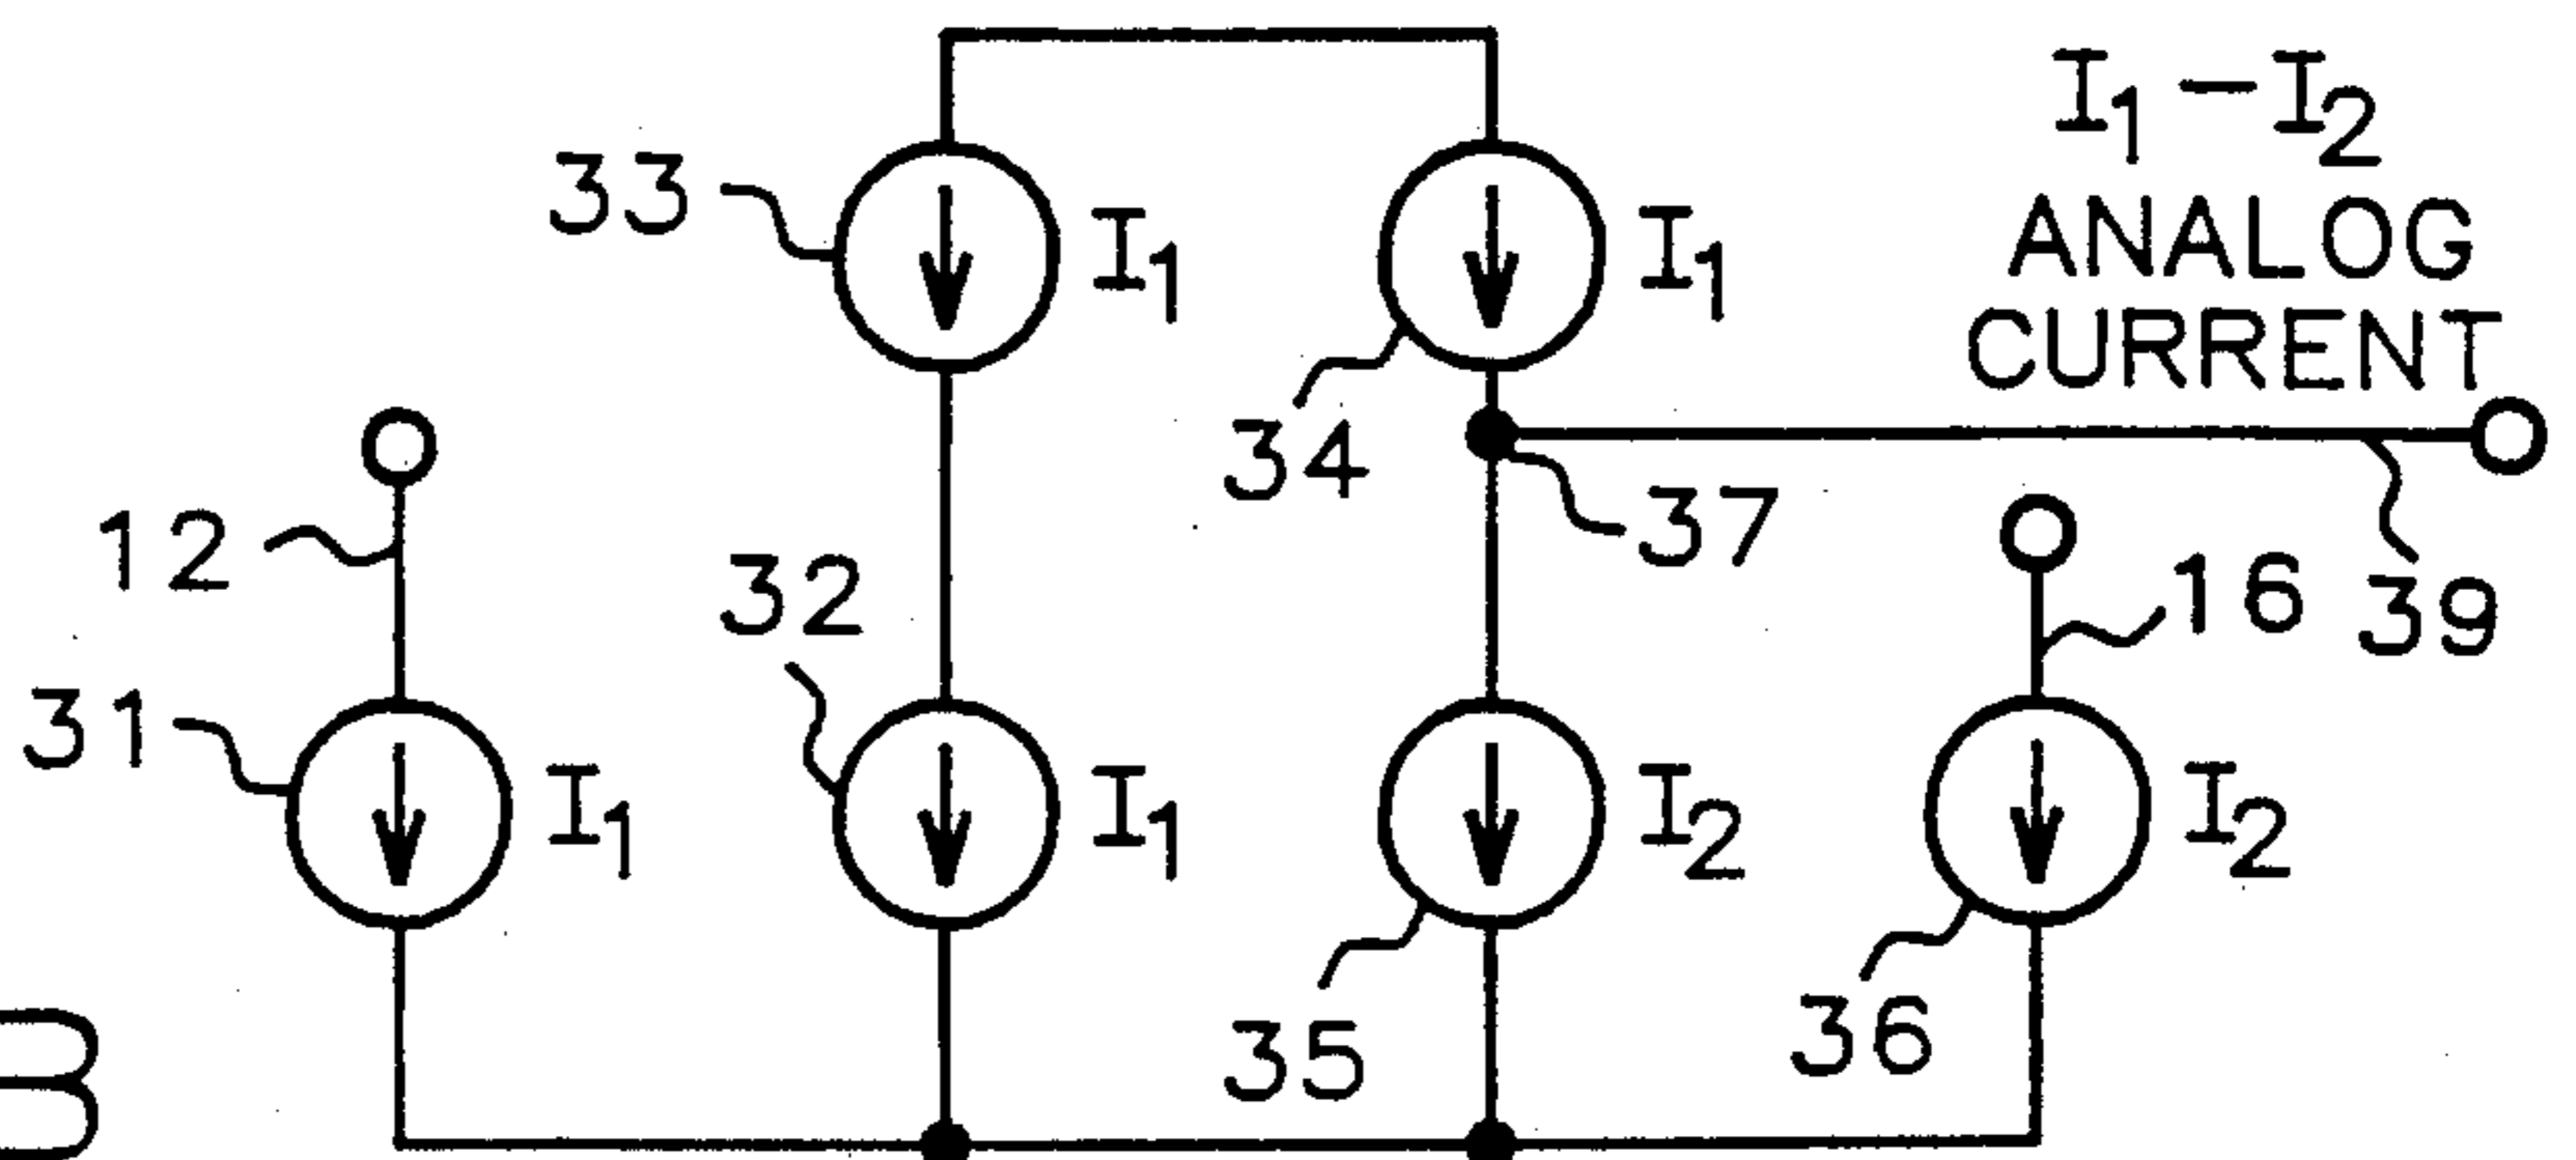 I₁ – I₂
ANALOG
CURRENT
33
I₁
I₁
34
37
12
32
16
39
31
I₁
I₁
I₂
I₂
35
36
B